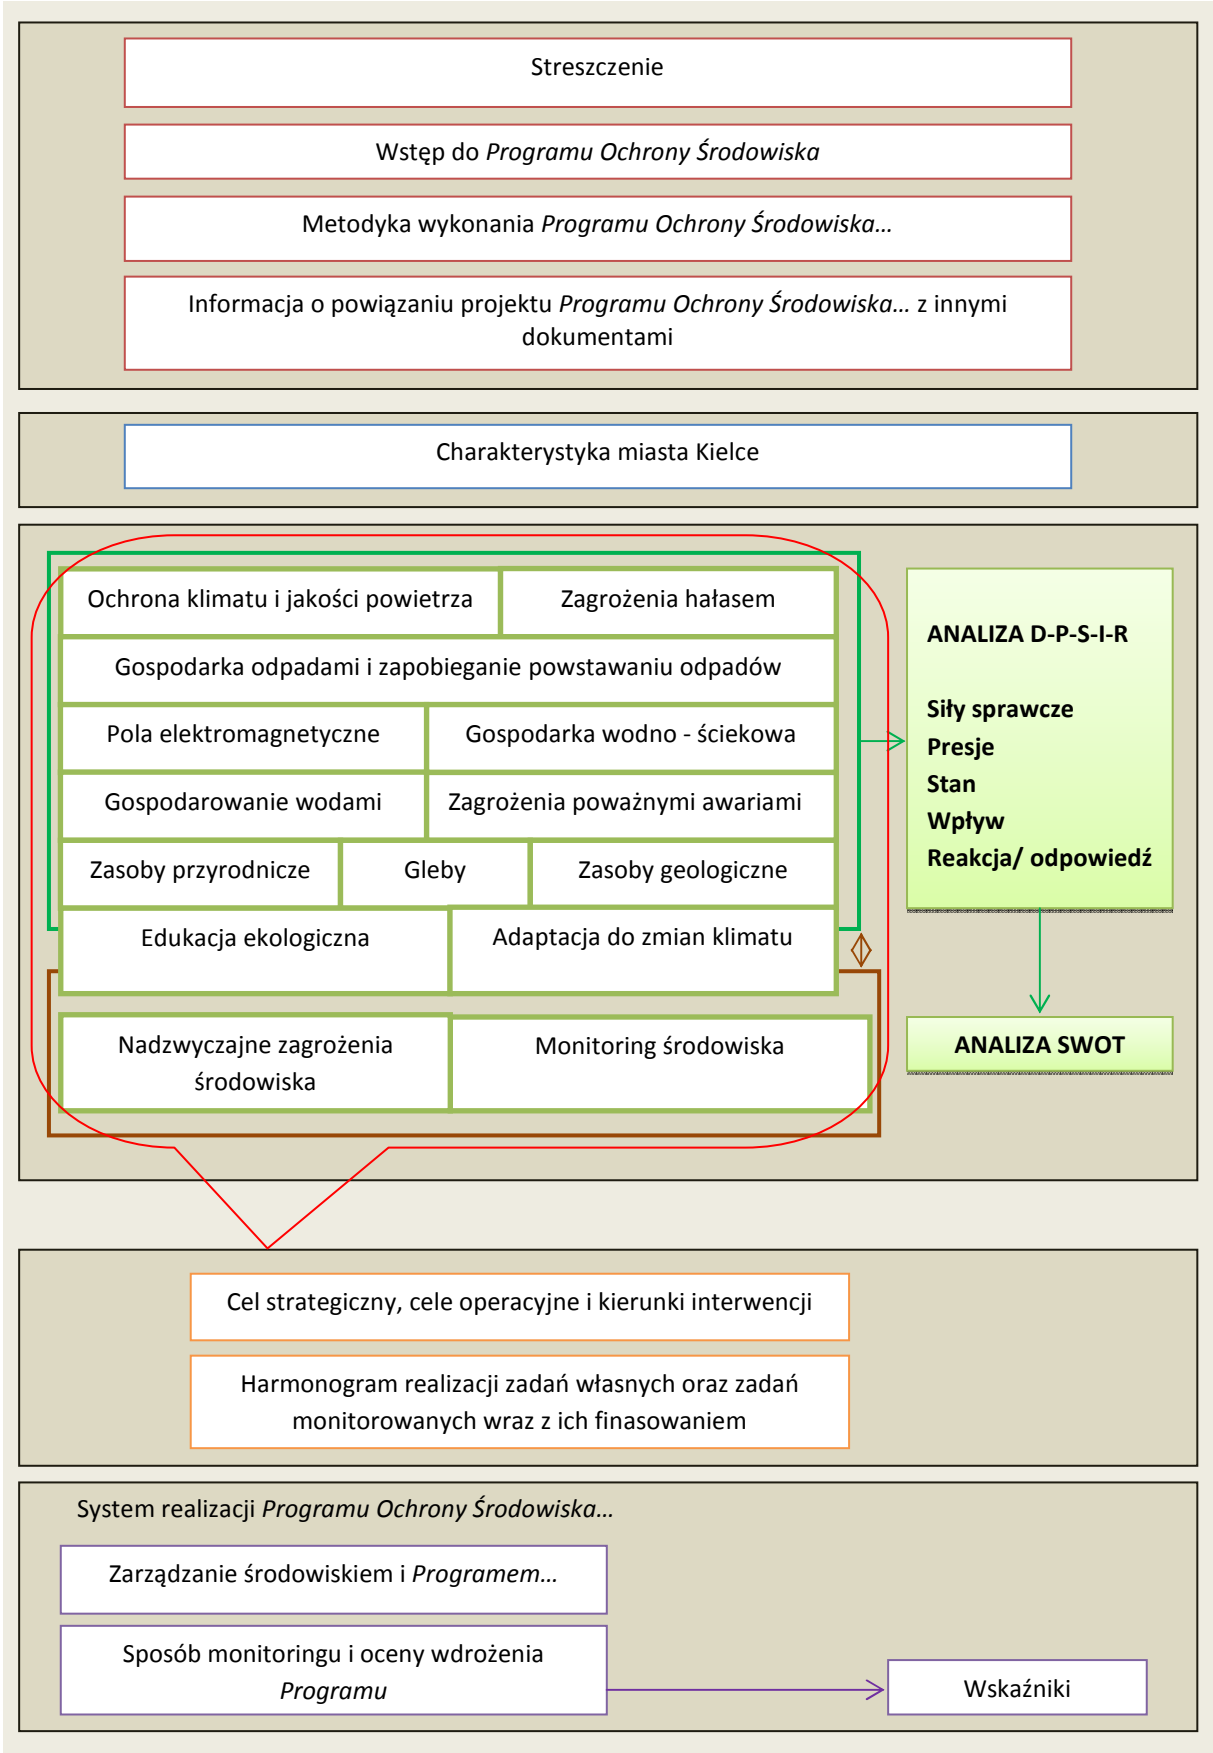 Streszczenie
Wstęp do Programu Ochrony Środowiska
Metodyka wykonania Programu Ochrony Środowiska...
Informacja o powiązaniu projektu Programu Ochrony Środowiska... z innymi
dokumentami
Charakterystyka miasta Kielce
Ochrona klimatu i jakości powietrza
Zagrożenia hałasem
Gospodarka odpadami i zapobieganie powstawaniu odpadów
Pola elektromagnetyczne
Gospodarka wodno - ściekowa
Gospodarowanie wodami
Zagrożenia poważnymi awariami
Zasoby przyrodnicze
Gleby
Zasoby geologiczne
Edukacja ekologiczna
Adaptacja do zmian klimatu
Nadzwyczajne zagrożenia
środowiska
Monitoring środowiska
ANALIZA D-P-S-I-R
Siły sprawcze
Presje
Stan
Wpływ
Reakcja/ odpowiedź
ANALIZA SWOT
Cel strategiczny, cele operacyjne i kierunki interwencji
Harmonogram realizacji zadań własnych oraz zadań
monitorowanych wraz z ich finasowaniem
System realizacji Programu Ochrony Środowiska...
Zarządzanie środowiskiem i Programem...
Sposób monitoringu i oceny wdrożenia
Programu
Wskaźniki